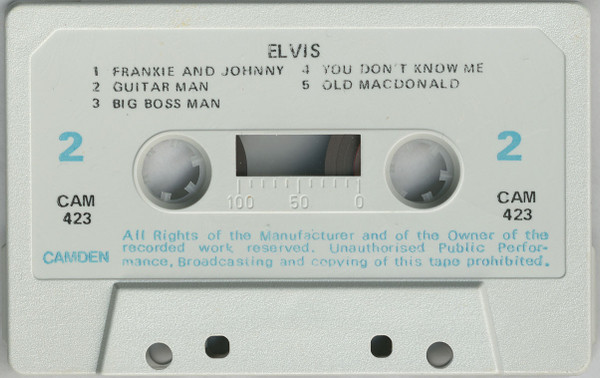 ELVIS
1 FRANKIE AND JOHNNY 4 YOU DON'T KNOW ME
2 GUITAR MAN 5 OLD MACDONALD
3 BIG BOSS MAN
2 2
CAM 423
CAM 423
100 50 0
All Rights of the Manufacturer and of the Owner of the
recorded work reserved. Unauthorised Public Perfor-
mance, Broadcasting and copying of this tape prohibited.
CAMDEN